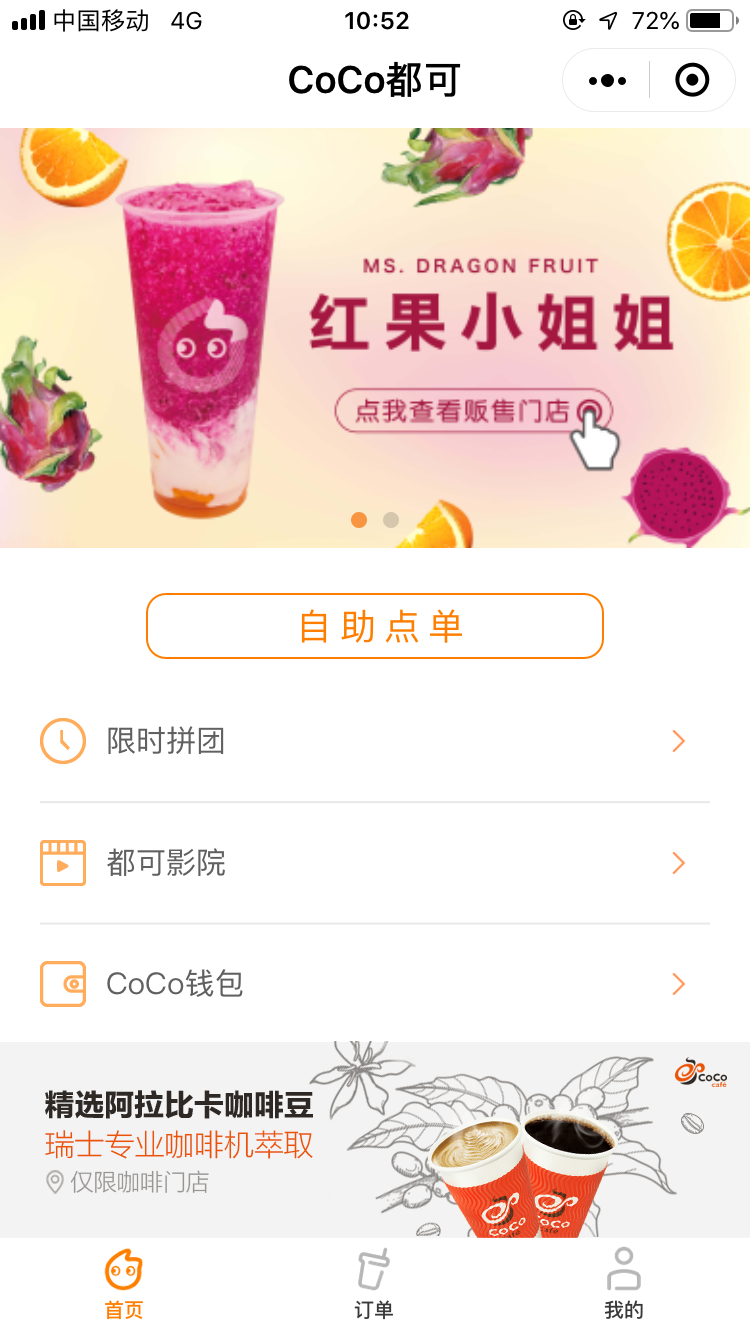 中国移动 4G 10:52 72%
CoCo都可
MS. DRAGON FRUIT
红果小姐姐
点我查看贩售门店
自助点单
限时拼团
都可影院
CoCo钱包
CoCo
café
精选阿拉比卡咖啡豆
瑞士专业咖啡机萃取
仅限咖啡门店
COCO
COCO
首页 订单 我的